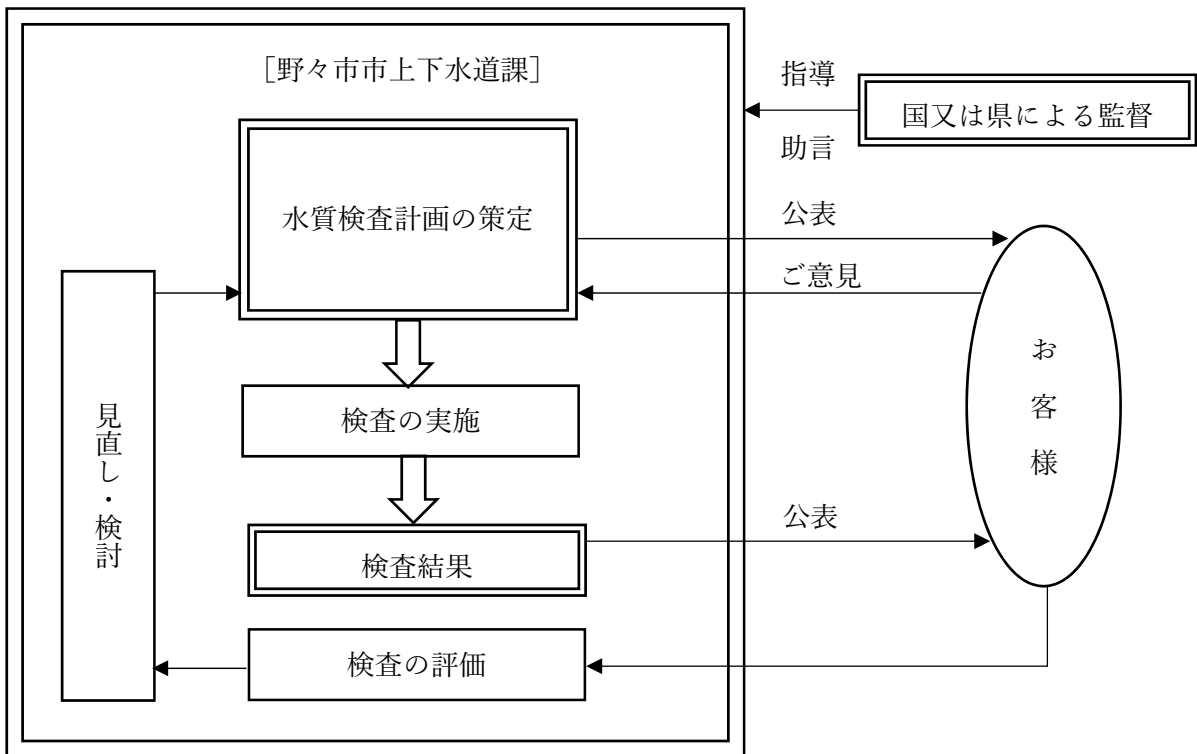 ［野々市市上下水道課］
指導
国又は県による監督
助言
水質検査計画の策定
公表
ご意見
お客様
検査の実施
見直し・検討
公表
検査結果
検査の評価